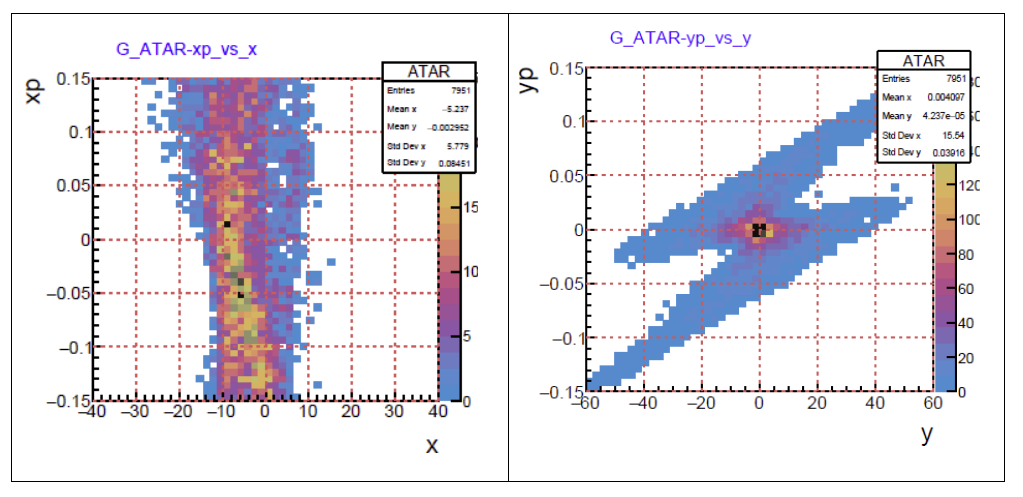 G_ATAR-xp_vs_x
xp
ATAR
Entries 7951
Mean x −5.237
Mean y −0.002952
Std Dev x 5.779
Std Dev y 0.08451
0.15
0.1
0.05
0
−0.05
−0.1
−0.15
−40 −30 −20 −10 0 10 20 30 40
15
10
5
0
x
G_ATAR-yp_vs_y
yp
ATAR
Entries 7951
Mean x 0.004097
Mean y 4.237e−05
Std Dev x 15.54
Std Dev y 0.03916
0.15
0.1
0.05
0
−0.05
−0.1
−0.15
−60 −40 −20 0 20 40 60
120
100
80
60
40
20
0
y